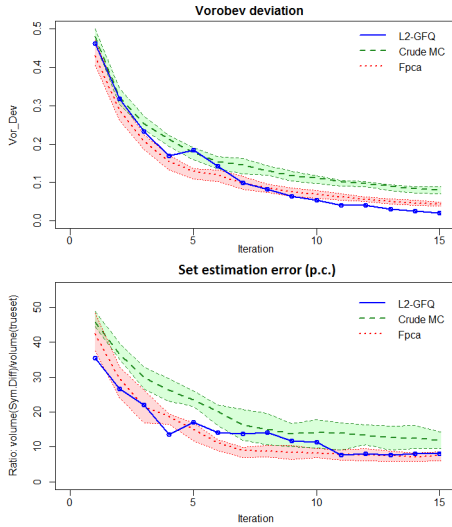 Vorobev deviation
Vor_Dev
0.5
0.4
0.3
0.2
0.1
0.0
L2-GFQ
Crude MC
Fpca
0
5
10
15
Iteration
Set estimation error (p.c.)
Ratio: volume(Sym.Diff)/volume(trueset)
50
40
30
20
10
0
L2-GFQ
Crude MC
Fpca
0
5
10
15
Iteration